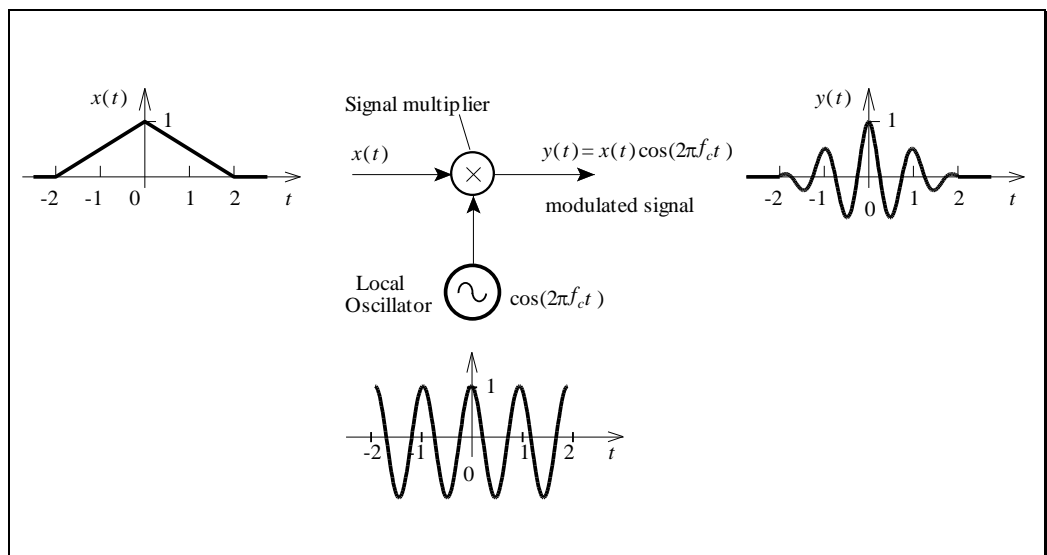 x(t)
1
-2 -1 0 1 2 t
Signal multiplier
x(t)
y(t) = x(t) cos(2πf_c t)
modulated signal
Local
Oscillator
cos(2πf_c t)
1
-2 -1 0 1 2 t
y(t)
1
-2 -1 0 1 2 t